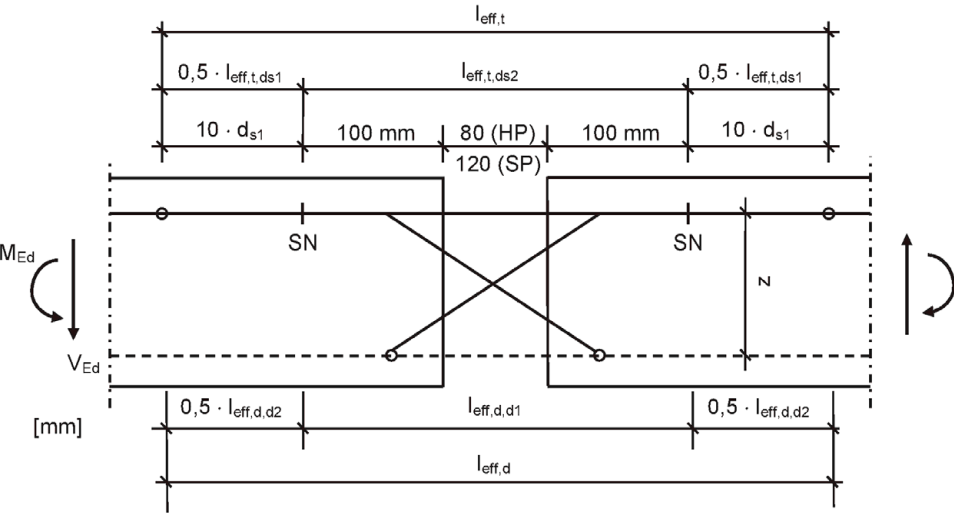 l_eff,t
0,5 · l_eff,t,ds1 l_eff,t,ds2 0,5 · l_eff,t,ds1
10 · d_s1 100 mm 80 (HP) 100 mm 10 · d_s1
120 (SP)
SN SN
M_Ed
z
V_Ed
0,5 · l_eff,d,d2 l_eff,d,d1 0,5 · l_eff,d,d2
[mm]
l_eff,d